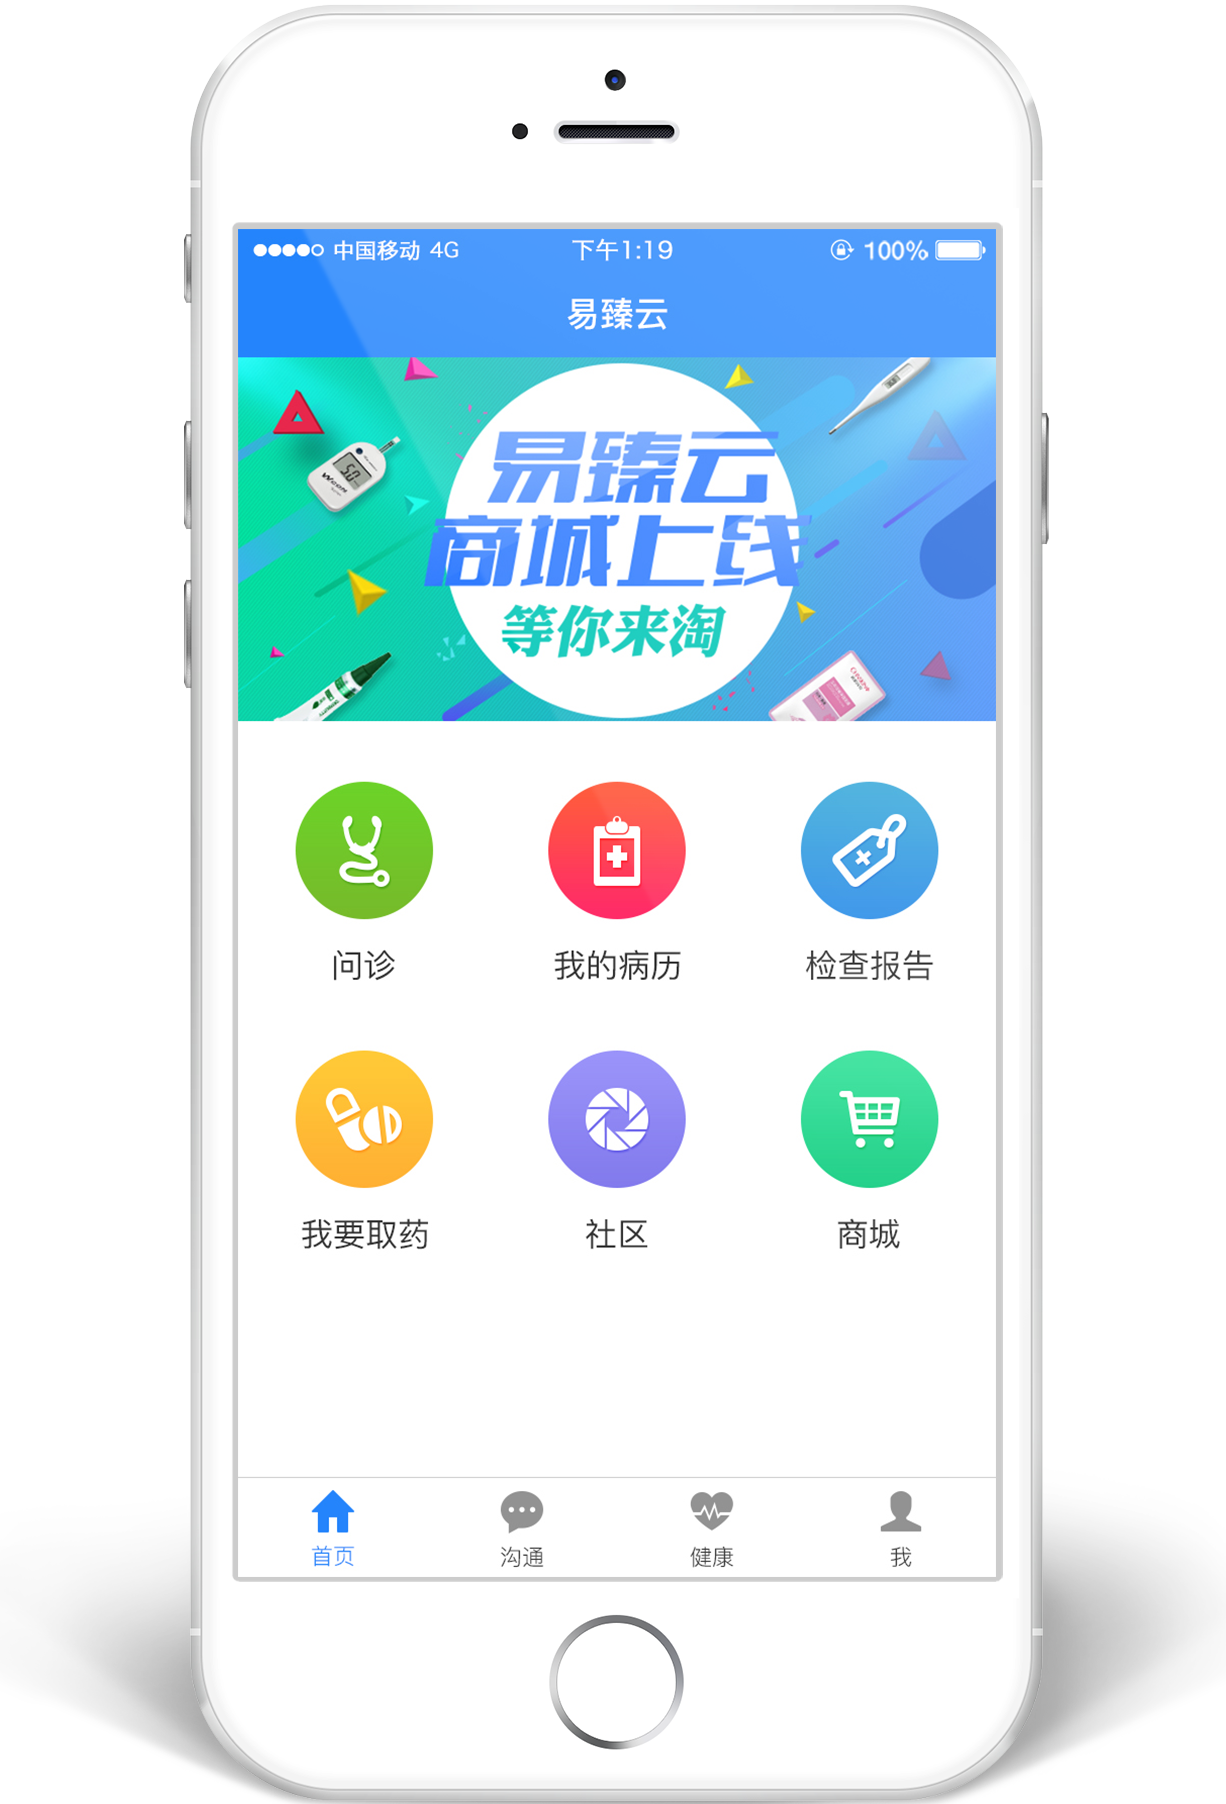 中国移动 4G 下午1:19 100%
易臻云
5.0
易臻云
商城上线
等你来淘
问诊 我的病历 检查报告
我要取药 社区 商城
首页 沟通 健康 我